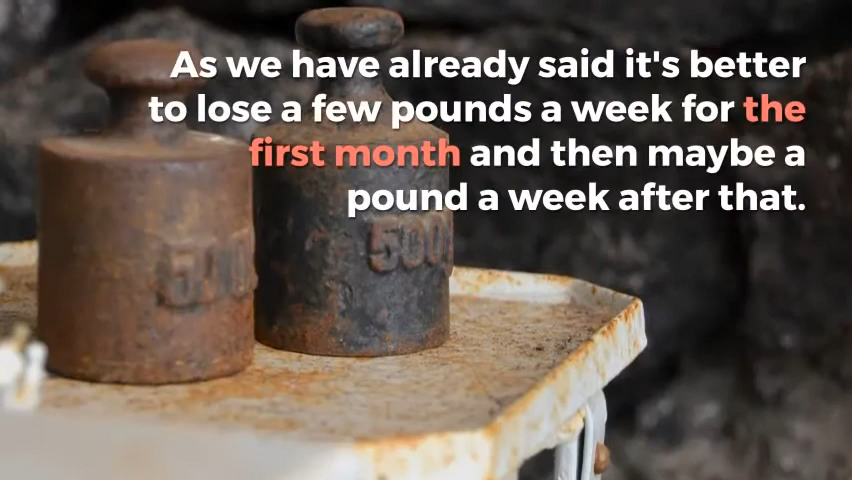 As we have already said it's better
to lose a few pounds a week for the
first month and then maybe a
pound a week after that.
500